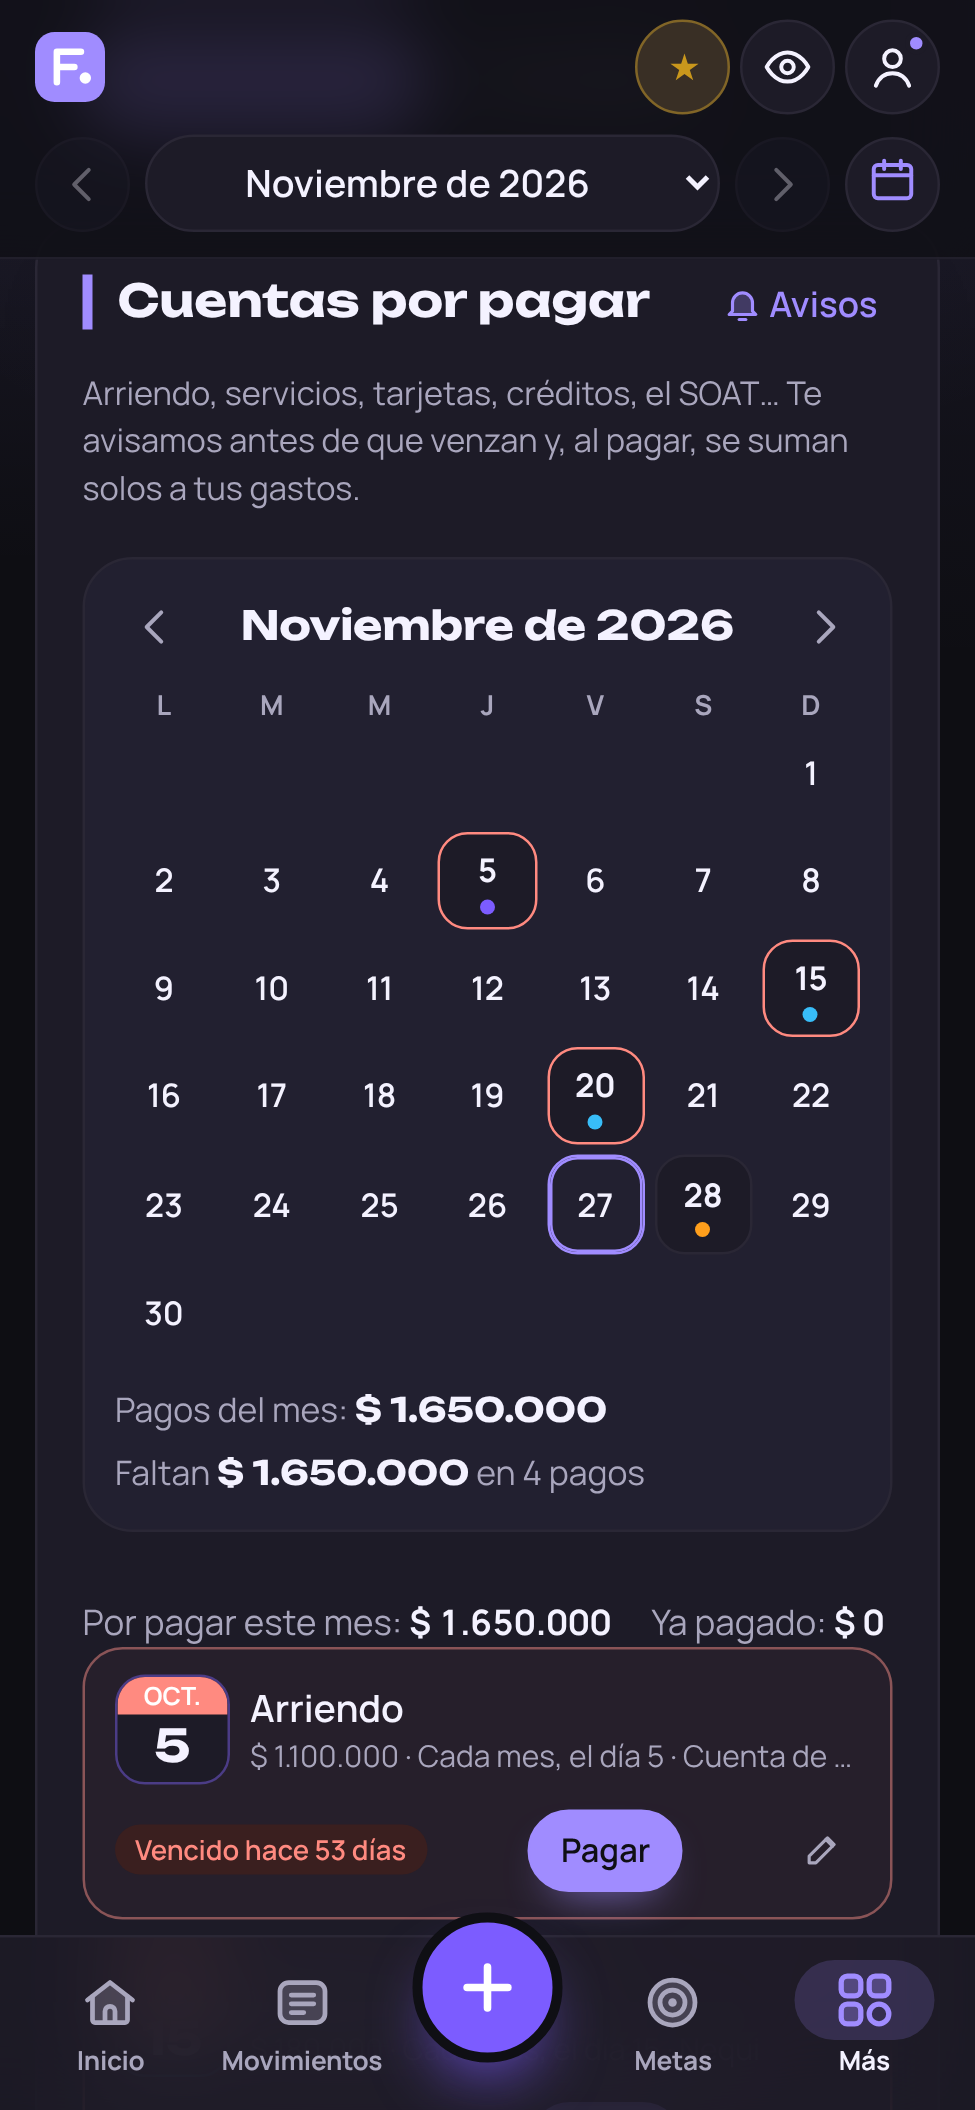 F.
Noviembre de 2026
Cuentas por pagar
Avisos
Arriendo, servicios, tarjetas, créditos, el SOAT... Te
avisamos antes de que venzan y, al pagar, se suman
solos a tus gastos.
Noviembre de 2026
L M M J V S D
1
2 3 4 5 6 7 8
9 10 11 12 13 14 15
16 17 18 19 20 21 22
23 24 25 26 27 28 29
30
Pagos del mes: $ 1.650.000
Faltan $ 1.650.000 en 4 pagos
Por pagar este mes: $ 1.650.000 Ya pagado: $ 0
OCT.
5
Arriendo
$ 1.100.000 · Cada mes, el día 5 · Cuenta de ...
Vencido hace 53 días
Pagar
Inicio
Movimientos
Metas
Más